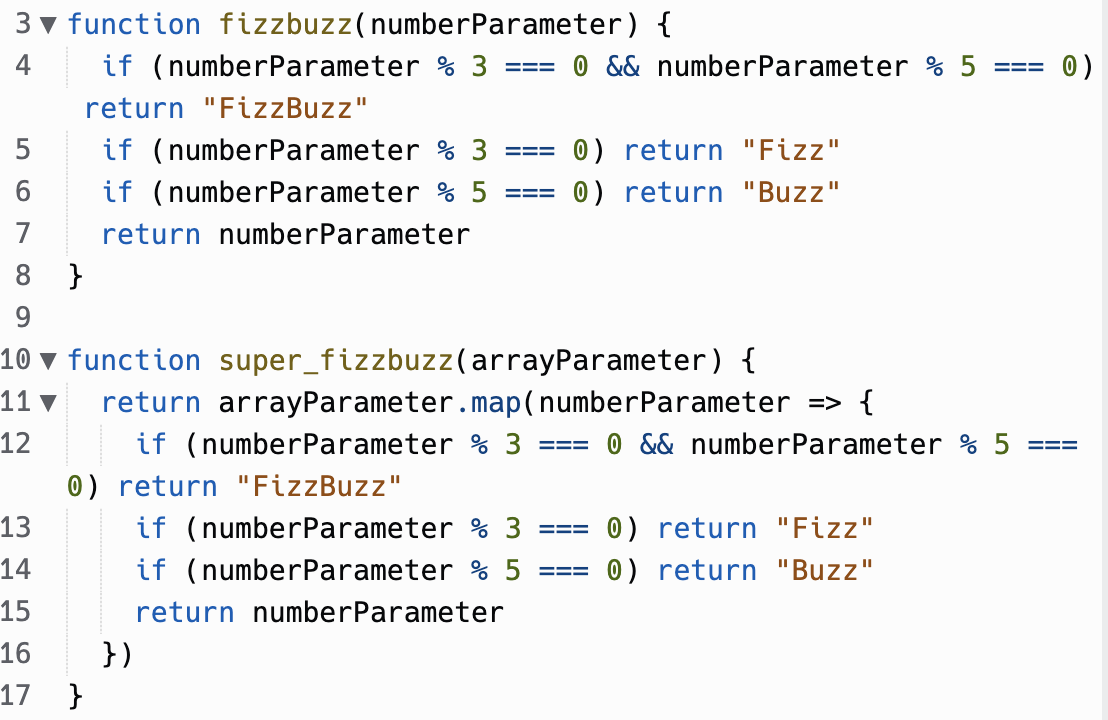 3 ▼ function fizzbuzz(numberParameter) {
4     if (numberParameter % 3 === 0 && numberParameter % 5 === 0)
 return "FizzBuzz"
5     if (numberParameter % 3 === 0) return "Fizz"
6     if (numberParameter % 5 === 0) return "Buzz"
7     return numberParameter
8   }
9
10 ▼ function super_fizzbuzz(arrayParameter) {
11 ▼   return arrayParameter.map(numberParameter => {
12       if (numberParameter % 3 === 0 && numberParameter % 5 ===
0) return "FizzBuzz"
13       if (numberParameter % 3 === 0) return "Fizz"
14       if (numberParameter % 5 === 0) return "Buzz"
15       return numberParameter
16     })
17   }